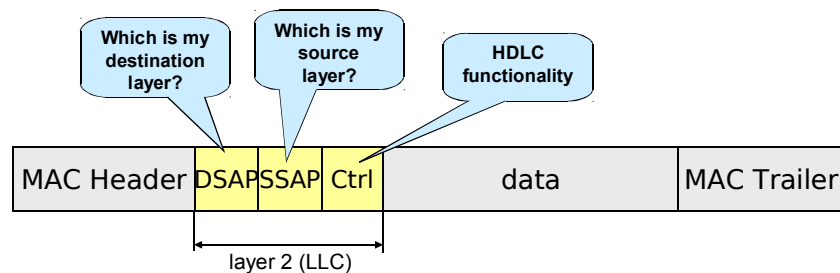 Which is my
destination
layer?
Which is my
source
layer?
HDLC
functionality
MAC Header
DSAP
SSAP
Ctrl
data
MAC Trailer
layer 2 (LLC)